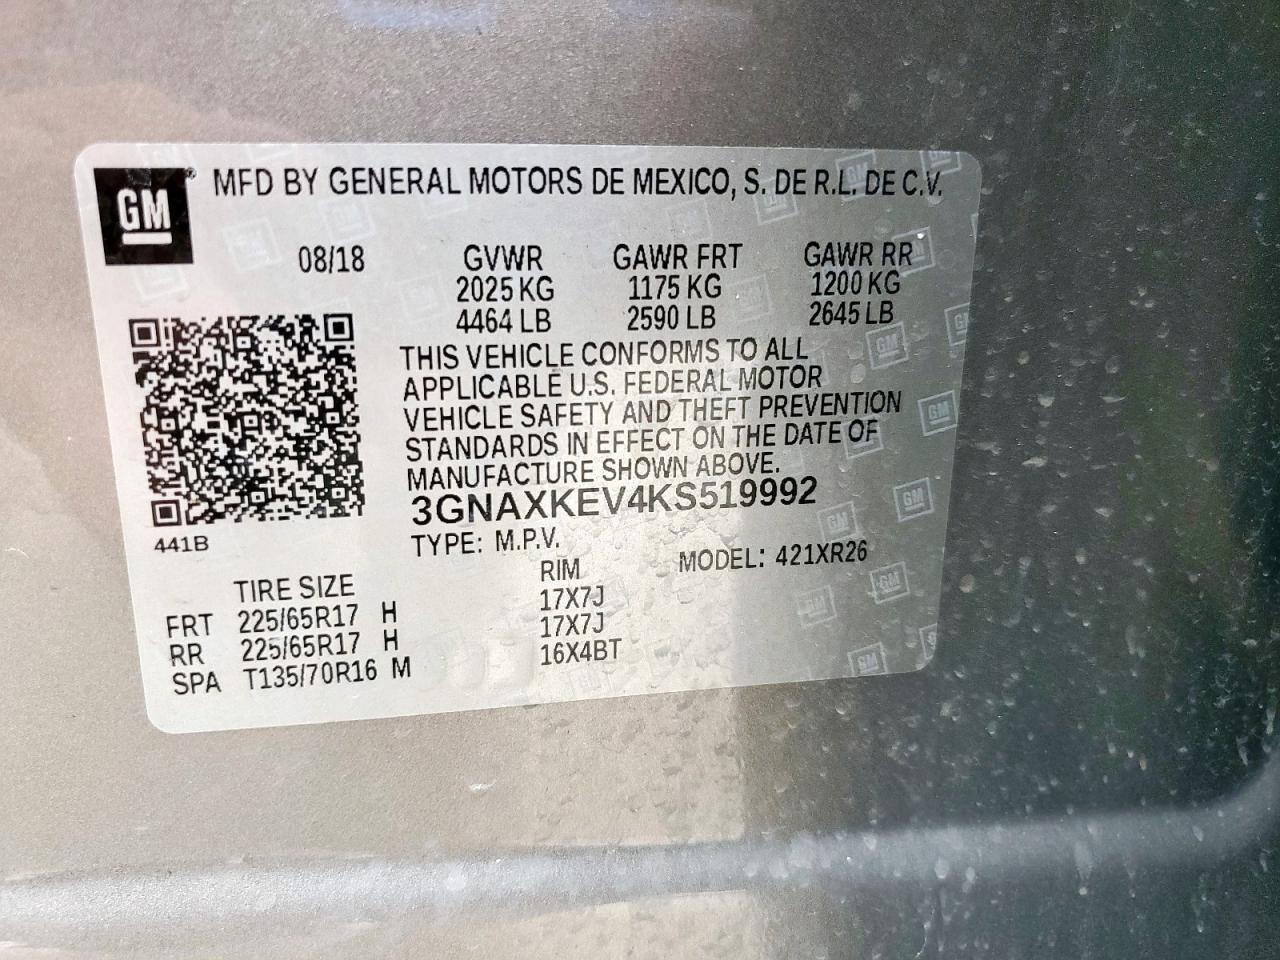 GM
MFD BY GENERAL MOTORS DE MEXICO, S. DE R.L. DE C.V.
08/18 GVWR GAWR FRT GAWR RR
2025 KG 1175 KG 1200 KG
4464 LB 2590 LB 2645 LB
THIS VEHICLE CONFORMS TO ALL
APPLICABLE U.S. FEDERAL MOTOR
VEHICLE SAFETY AND THEFT PREVENTION
STANDARDS IN EFFECT ON THE DATE OF
MANUFACTURE SHOWN ABOVE.
3GNAXKEV4KS519992
441B
TYPE: M.P.V. MODEL: 421XR26
TIRE SIZE RIM
FRT 225/65R17 H 17X7J
RR 225/65R17 H 17X7J
SPA T135/70R16 M 16X4BT